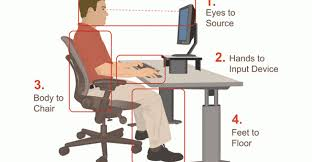 1. Eyes to
Source
2. Hands to
Input Device
3.
Body to
Chair
4.
Feet to
Floor